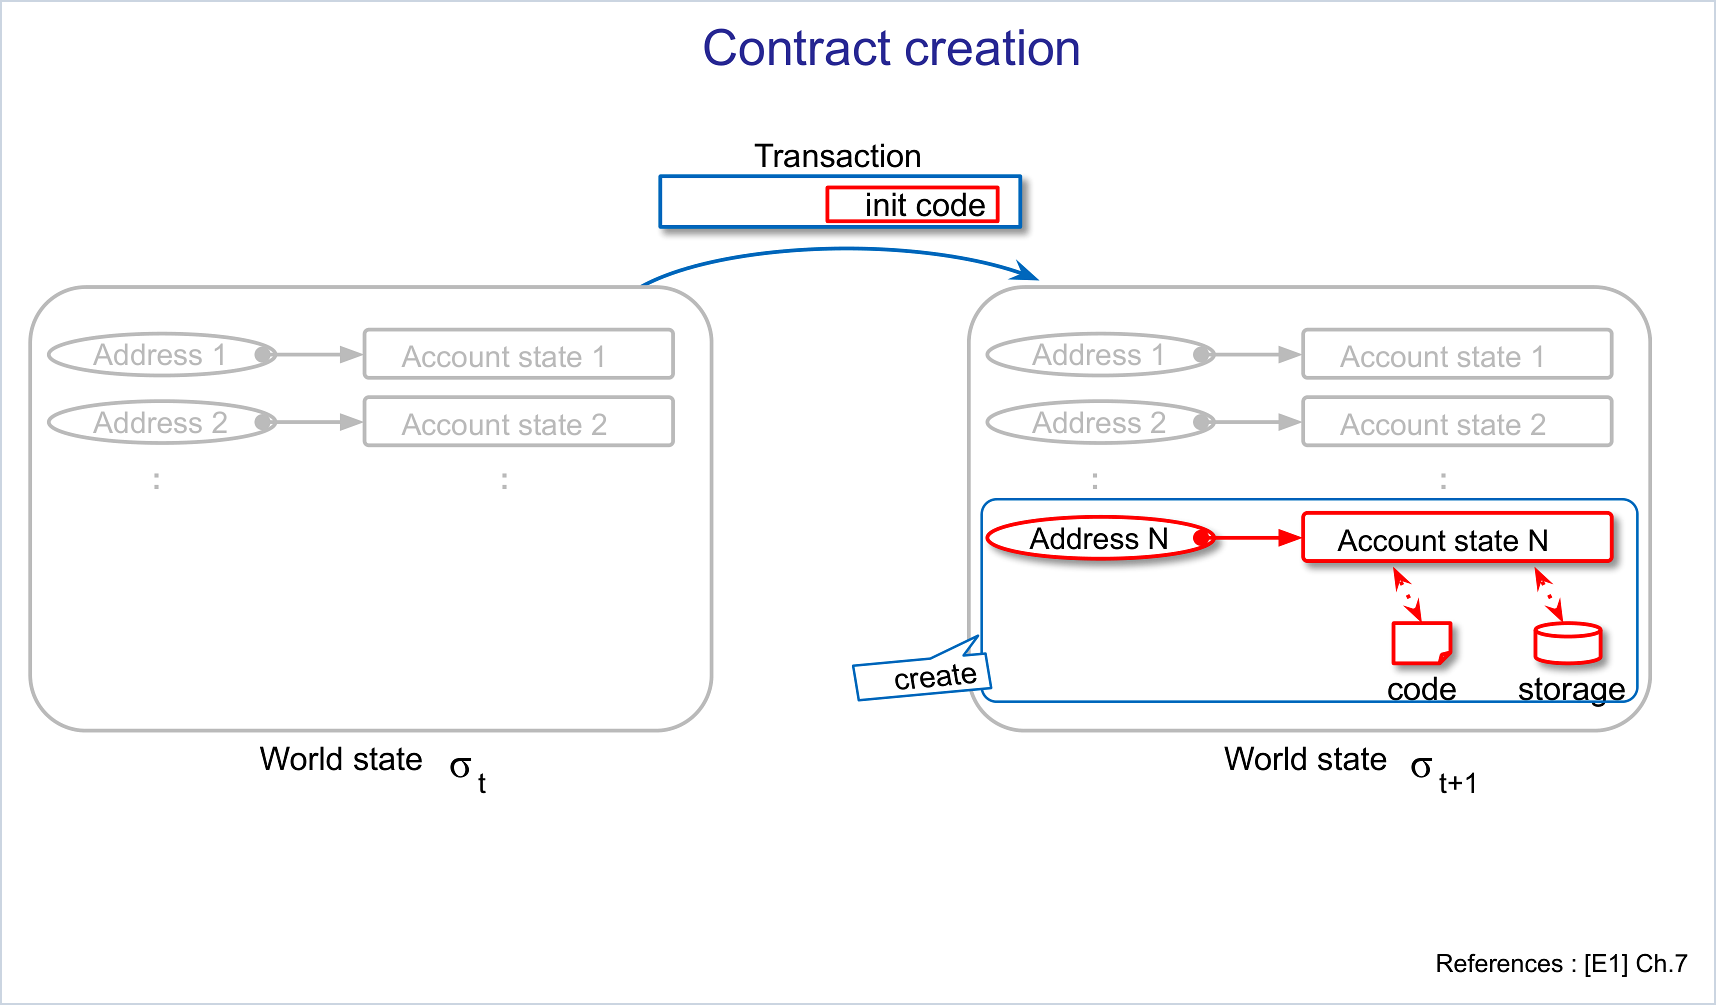 Contract creation
Transaction
init code
Address 1
Account state 1
Address 2
Account state 2
:
:
World state σ t
Address 1
Account state 1
Address 2
Account state 2
:
:
Address N
Account state N
create
code
storage
World state σ t+1
References : [E1] Ch.7